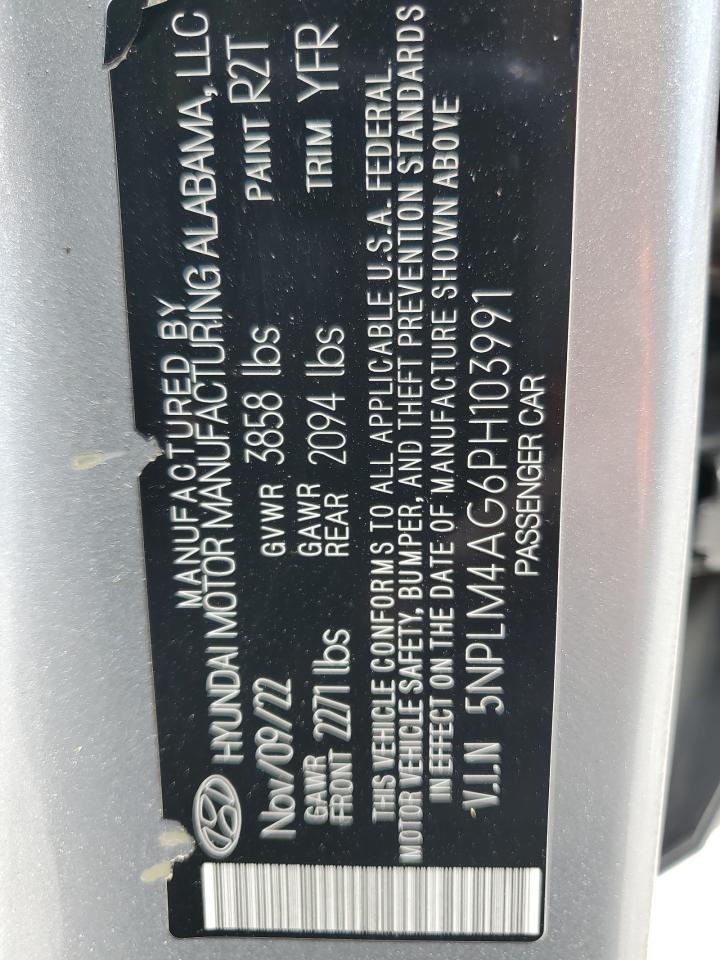 MANUFACTURED BY
HYUNDAI MOTOR MANUFACTURING ALABAMA, LLC
Nov/09/22 GVWR 3858 lbs PAINT R2T
GAWR FRONT 2271 lbs GAWR REAR 2094 lbs TRIM YFR
THIS VEHICLE CONFORMS TO ALL APPLICABLE U.S.A. FEDERAL
MOTOR VEHICLE SAFETY, BUMPER, AND THEFT PREVENTION STANDARDS
IN EFFECT ON THE DATE OF MANUFACTURE SHOWN ABOVE
V.I.N 5NPLM4AG6PH103991
PASSENGER CAR